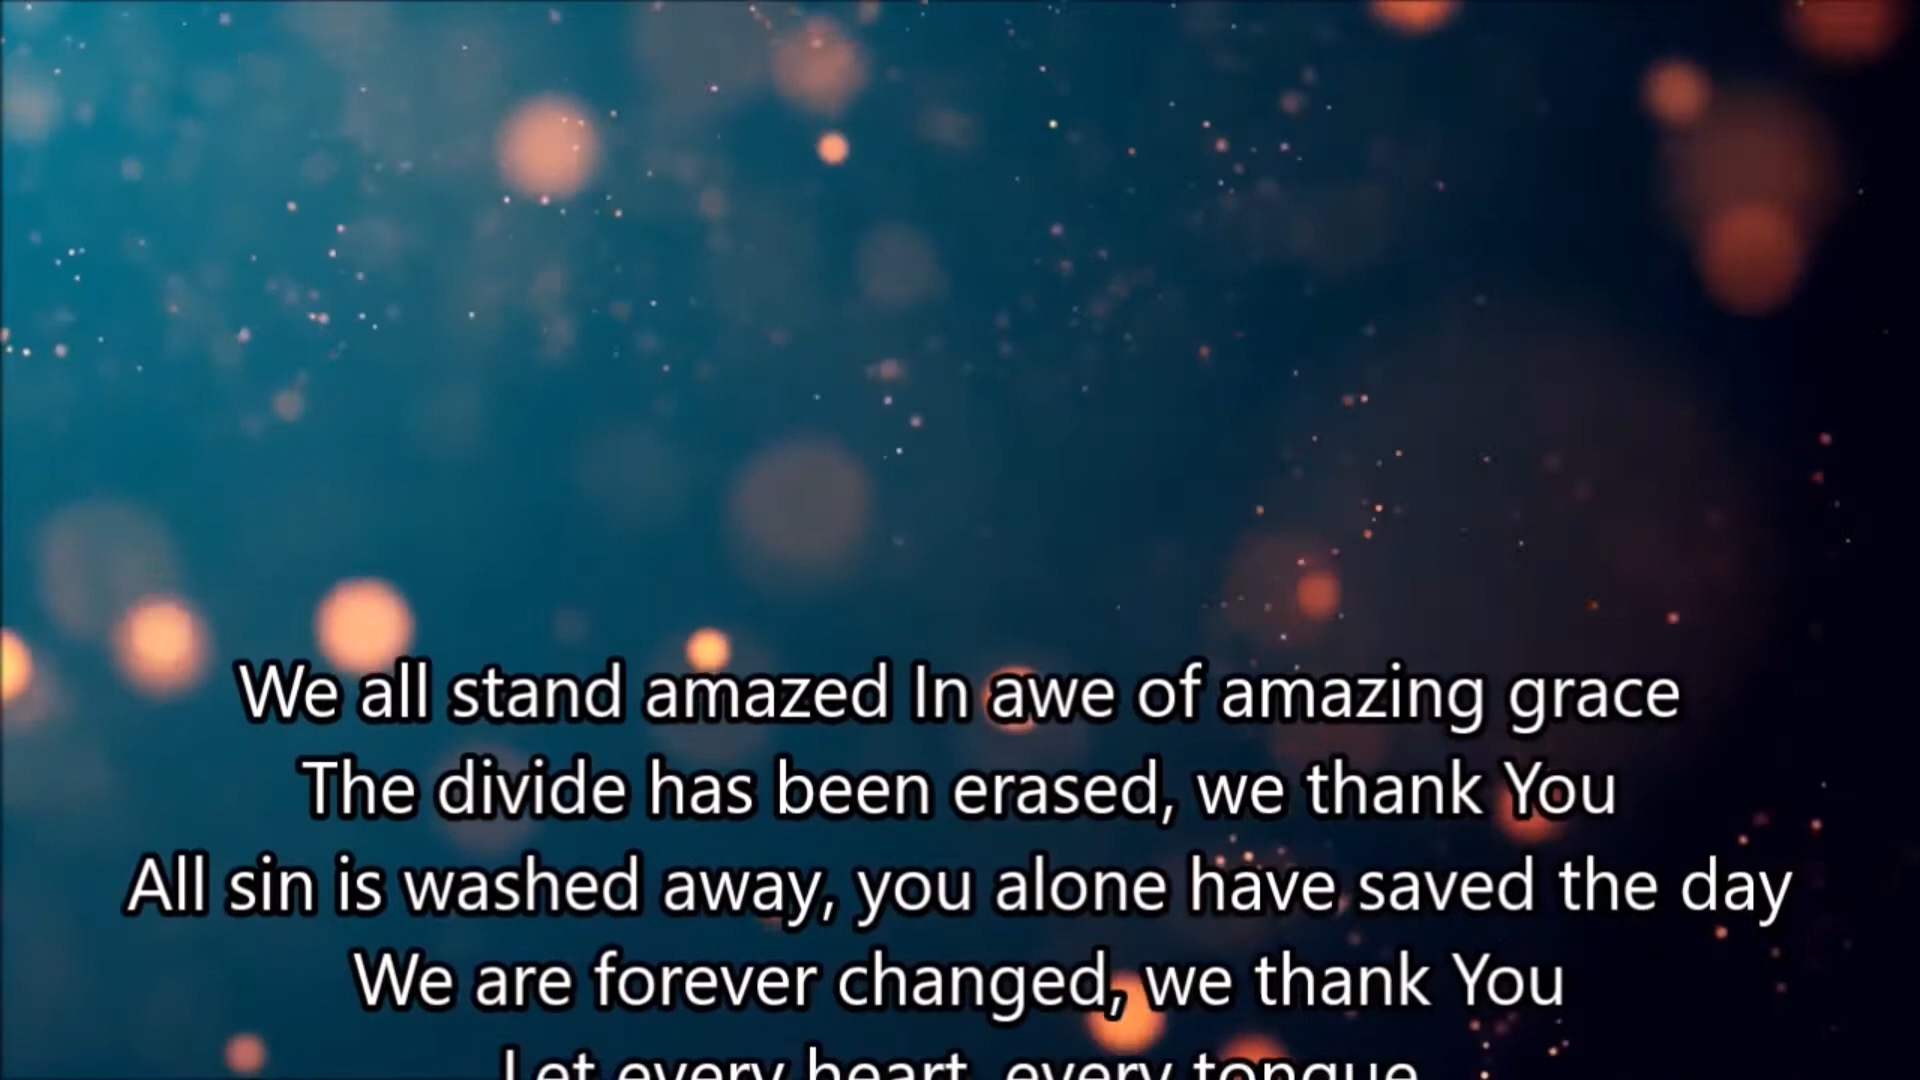 We all stand amazed In awe of amazing grace
The divide has been erased, we thank You
All sin is washed away, you alone have saved the day
We are forever changed, we thank You
Let every heart, every tongue